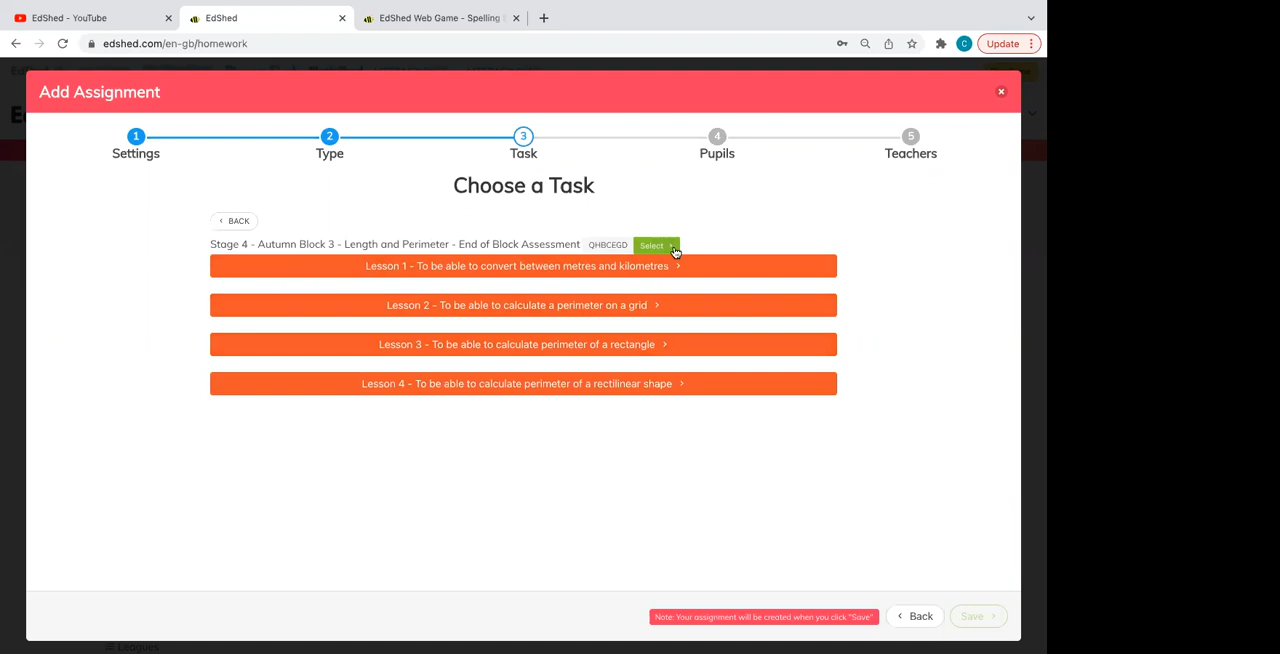 EdShed - YouTube
EdShed
EdShed Web Game - Spelling
edshed.com/en-gb/homework
C
Update
Add Assignment
1 2 3 4 5
Settings Type Task Pupils Teachers
Choose a Task
‹ BACK
Stage 4 - Autumn Block 3 - Length and Perimeter - End of Block Assessment QHBCEGD Select
Lesson 1 - To be able to convert between metres and kilometres ›
Lesson 2 - To be able to calculate a perimeter on a grid ›
Lesson 3 - To be able to calculate perimeter of a rectangle ›
Lesson 4 - To be able to calculate perimeter of a rectilinear shape ›
Note: Your assignment will be created when you click "Save"
‹ Back
Save ›
Leagues